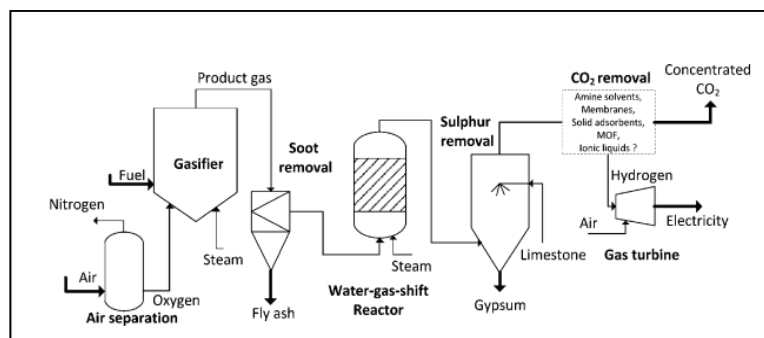 Product gas
Gasifier
Fuel
Nitrogen
Air
Oxygen
Steam
Air separation
Soot
removal
Fly ash
Water-gas-shift
Reactor
Steam
Sulphur
removal
Limestone
Gypsum
CO₂ removal
Amine solvents,
Membranes,
Solid adsorbents,
MOF,
Ionic liquids ?
Concentrated
CO₂
Hydrogen
Air
Electricity
Gas turbine